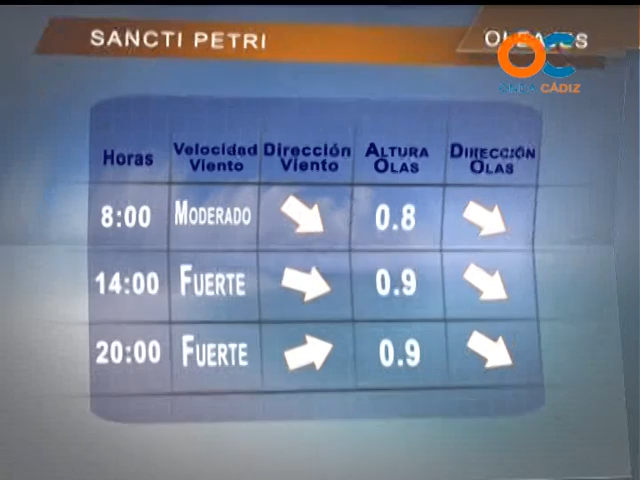 SANCTI PETRI
OLEAJES
ONDA CÁDIZ
Horas Velocidad Viento Dirección Viento ALTURA OLAS DIRECCIÓN OLAS
8:00 MODERADO 0.8
14:00 FUERTE 0.9
20:00 FUERTE 0.9